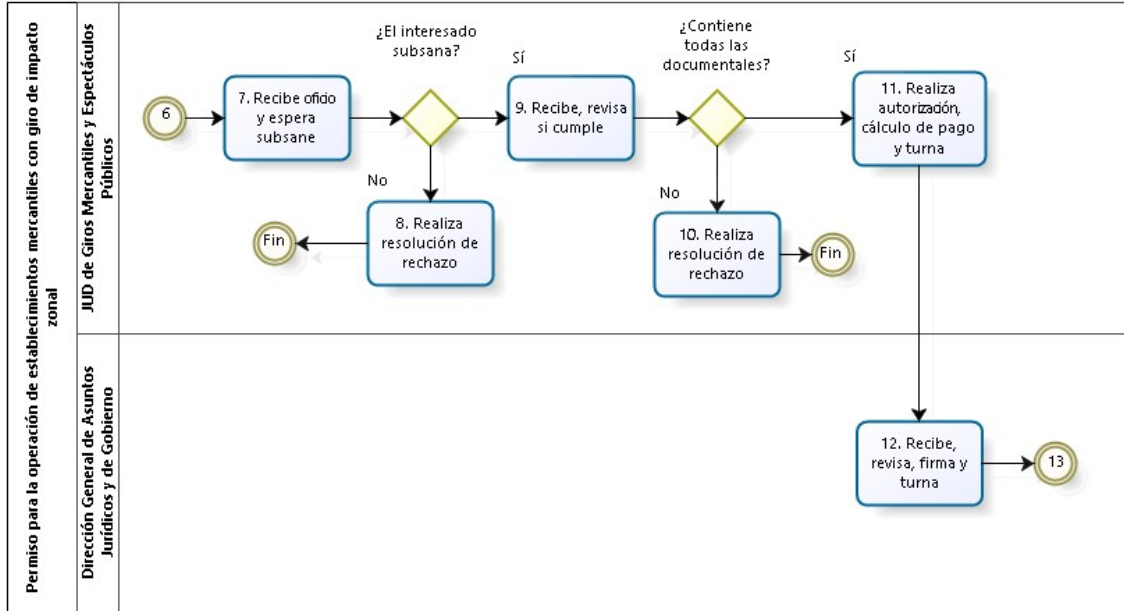 Permiso para la operación de establecimientos mercantiles con giro de impacto
zonal
JUD de Giros Mercantiles y Espectáculos
Públicos
6
7. Recibe oficio
y espera
subsane
¿El interesado
subsana?
Sí
No
8. Realiza
resolución de
rechazo
Fin
9. Recibe, revisa
si cumple
¿Contiene
todas las
documentales?
Sí
No
10. Realiza
resolución de
rechazo
Fin
11. Realiza
autorización,
cálculo de pago
y turna
Dirección General de Asuntos
Jurídicos y de Gobierno
12. Recibe,
revisa, firma y
turna
13